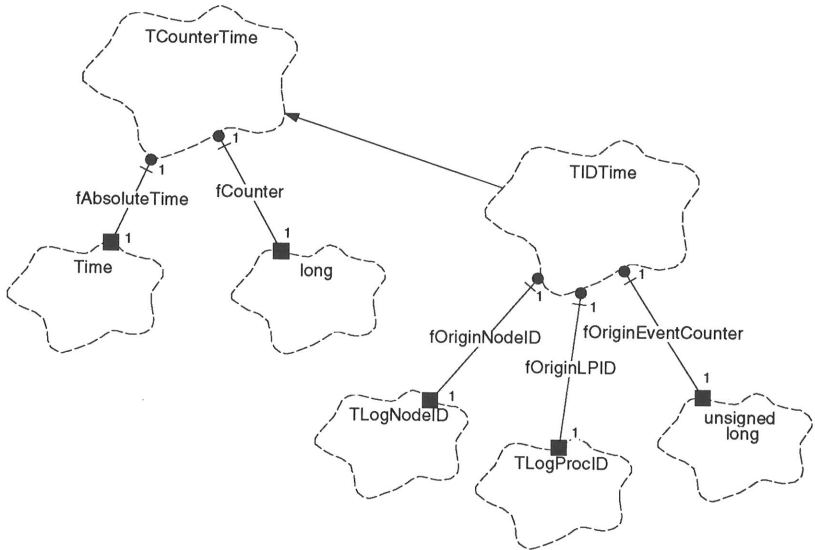 TCounterTime
1
1
fAbsoluteTime
fCounter
1
1
Time
long
TIDTime
1
1
1
fOriginNodeID
fOriginLPID
fOriginEventCounter
1
1
1
TLogNodeID
TLogProcID
unsigned
long